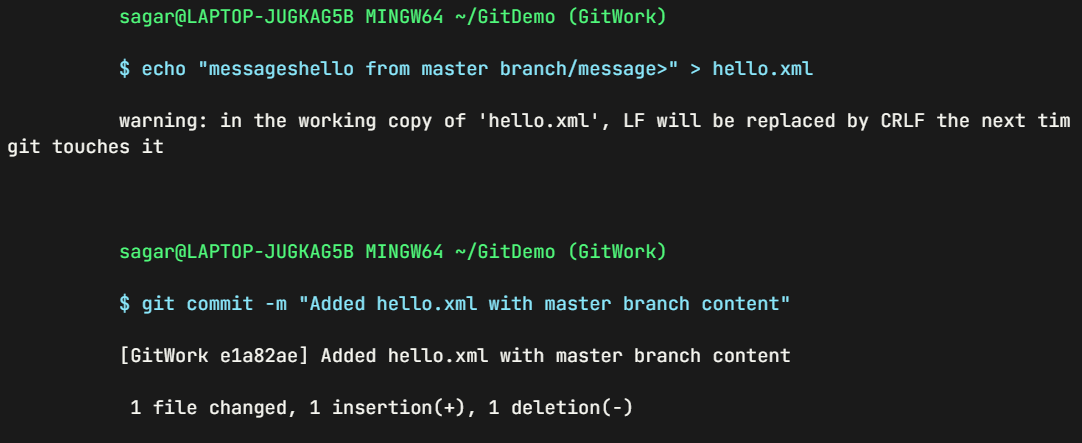 sagar@LAPTOP-JUGKAG5B MINGW64 ~/GitDemo (GitWork)
$ echo "messageshello from master branch/message>" > hello.xml
warning: in the working copy of 'hello.xml', LF will be replaced by CRLF the next tim
git touches it
sagar@LAPTOP-JUGKAG5B MINGW64 ~/GitDemo (GitWork)
$ git commit -m "Added hello.xml with master branch content"
[GitWork e1a82ae] Added hello.xml with master branch content
1 file changed, 1 insertion(+), 1 deletion(-)